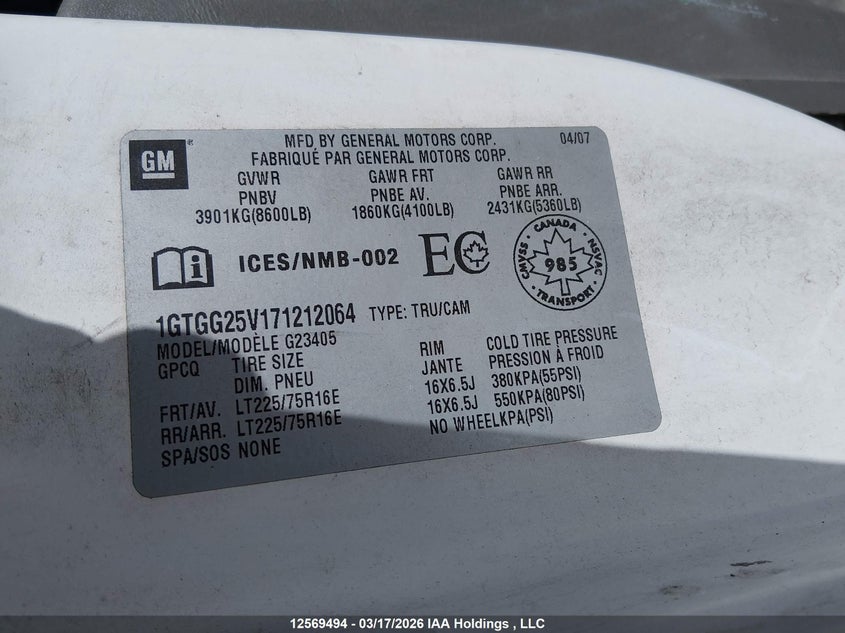 GM
MFD BY GENERAL MOTORS CORP. 04/07
FABRIQUÉ PAR GENERAL MOTORS CORP.
GVWR GAWR FRT GAWR RR
PNBV PNBE AV. PNBE ARR.
3901KG(8600LB) 1860KG(4100LB) 2431KG(5360LB)
ICES/NMB-002 EC
CANADA
CMVSS 985 NSVAC
TRANSPORT
1GTGG25V171212064 TYPE: TRU/CAM
MODEL/MODÈLE G23405
GPCQ TIRE SIZE RIM COLD TIRE PRESSURE
DIM. PNEU JANTE PRESSION À FROID
FRT/AV. LT225/75R16E 16X6.5J 380KPA(55PSI)
RR/ARR. LT225/75R16E 16X6.5J 550KPA(80PSI)
SPA/SOS NONE NO WHEELKPA(PSI)
12569494 - 03/17/2026 IAA Holdings , LLC